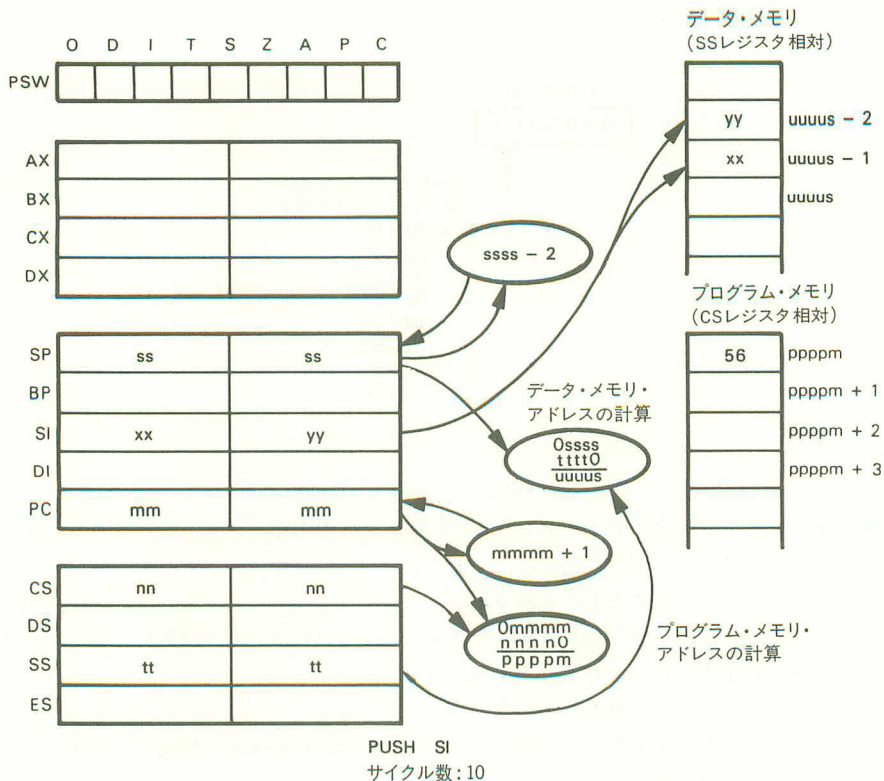 O D I T S Z A P C
PSW
AX
BX
CX
DX
SP ss ss
BP
SI xx yy
DI
PC mm mm
CS nn nn
DS
SS tt tt
ES
ssss – 2
データ・メモリ・
アドレスの計算
0ssss
tttt0
uuuus
mmmm + 1
0mmmm
nnnn0
ppppm
プログラム・メモリ・
アドレスの計算
データ・メモリ
(SSレジスタ相対)
yy uuuus – 2
xx uuuus – 1
uuuus
プログラム・メモリ
(CSレジスタ相対)
56 ppppm
ppppm + 1
ppppm + 2
ppppm + 3
PUSH SI
サイクル数:10